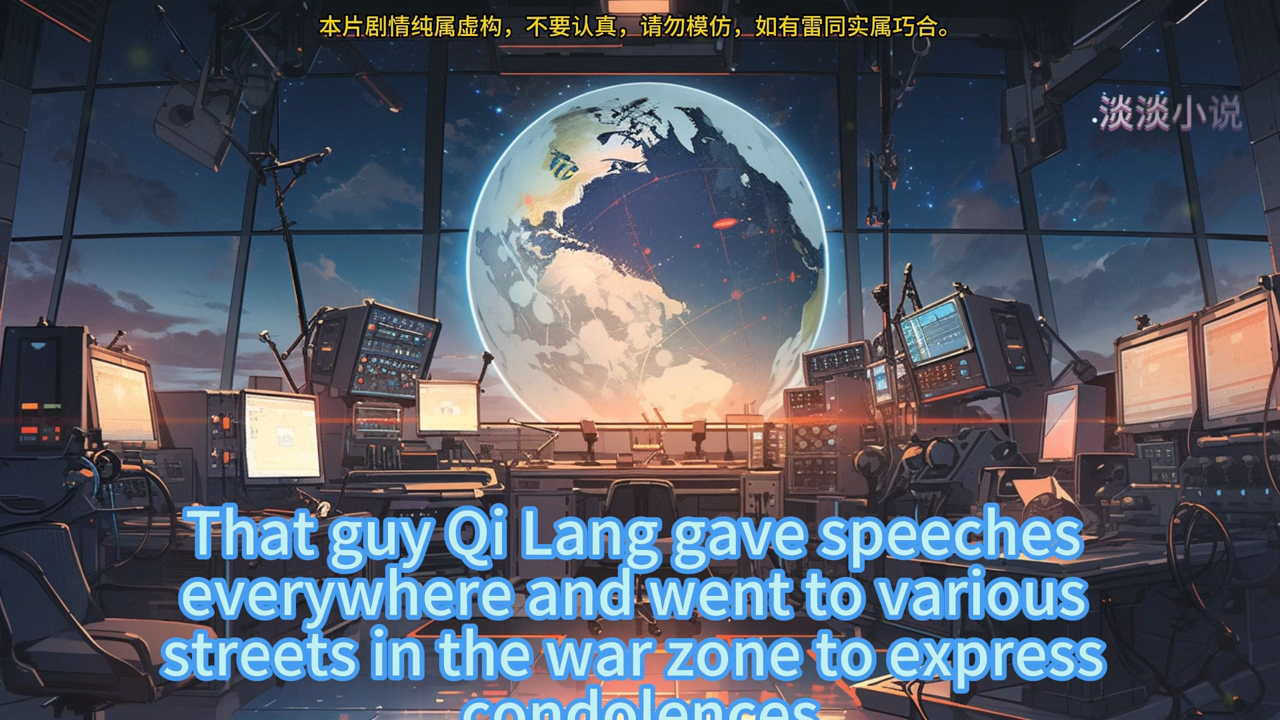 本片剧情纯属虚构，不要认真，请勿模仿，如有雷同实属巧合。
淡淡小说
That guy Qi Lang gave speeches
everywhere and went to various
streets in the war zone to express
condolences